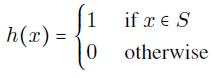 h(x) = { 1 if x ∈ S
0 otherwise